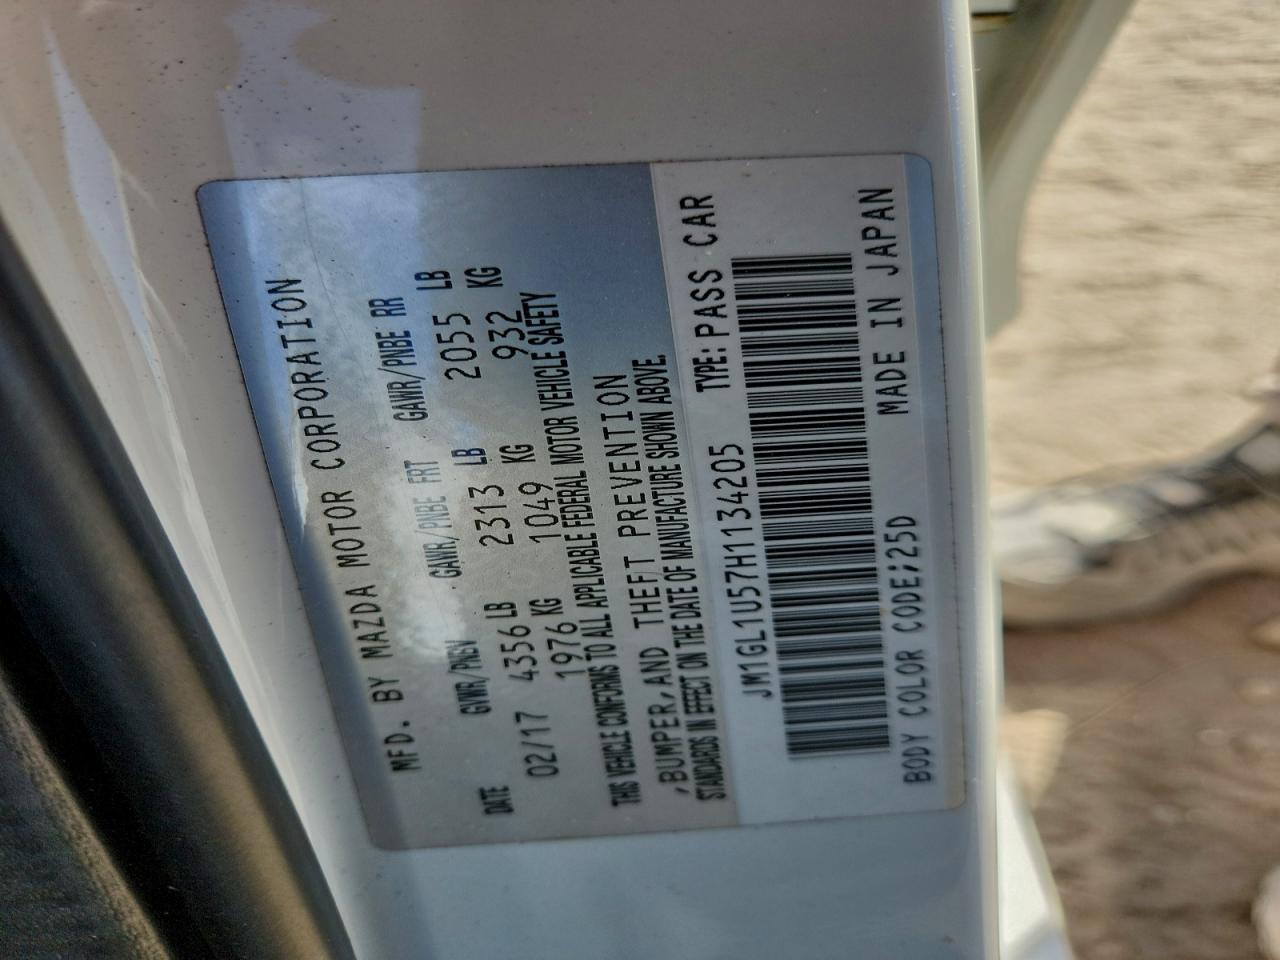 MFD. BY MAZDA MOTOR CORPORATION
DATE GVWR/PNBV GAWR/PNBE FRT GAWR/PNBE RR
02/17 4356 LB 2313 LB 2055 LB
1976 KG 1049 KG 932 KG
THIS VEHICLE CONFORMS TO ALL APPLICABLE FEDERAL MOTOR VEHICLE SAFETY
,BUMPER,AND THEFT PREVENTION
STANDARDS IN EFFECT ON THE DATE OF MANUFACTURE SHOWN ABOVE.
JM1GL1U57H1134205 TYPE:PASS CAR
BODY COLOR CODE;25D MADE IN JAPAN